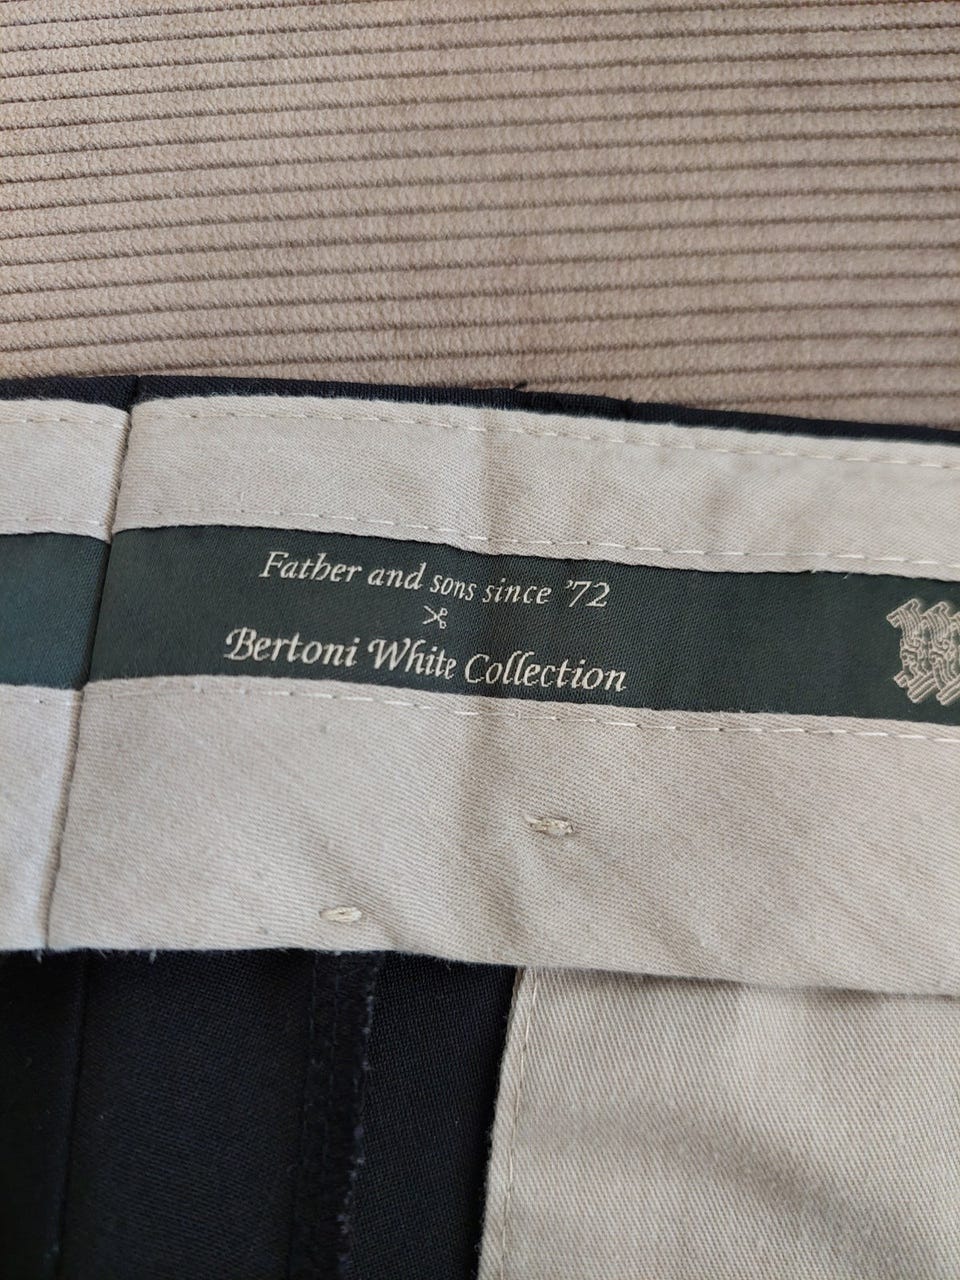 Father and sons since '72
Bertoni White Collection